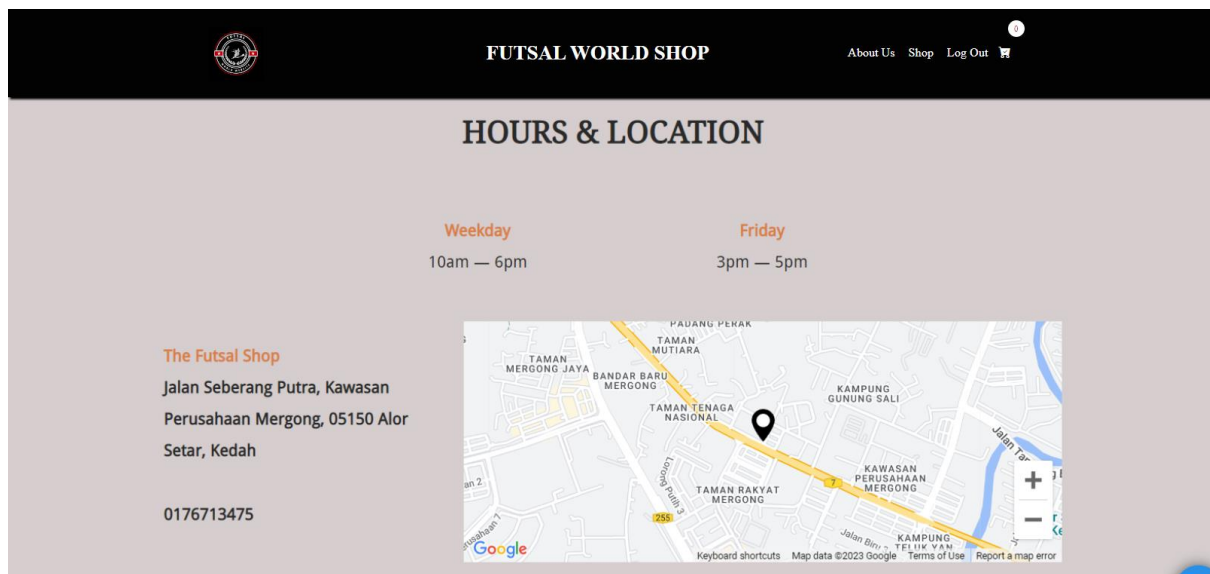 FUTSAL
FUTSAL WORLD SHOP
About Us Shop Log Out
0
HOURS & LOCATION
Weekday
Friday
10am — 6pm
3pm — 5pm
The Futsal Shop
Jalan Seberang Putra, Kawasan
Perusahaan Mergong, 05150 Alor
Setar, Kedah
0176713475
PADANG PERAK
TAMAN
MUTIARA
TAMAN
MERGONG JAYA
BANDAR BARU
MERGONG
KAMPUNG
GUNUNG SALI
TAMAN TENAGA
NASIONAL
Lorong Putih 3
KAWASAN
PERUSAHAAN
MERGONG
7
TAMAN RAKYAT
MERGONG
255
+
−
KAMPUNG
Google
Keyboard shortcuts Map data ©2023 Google Terms of Use Report a map error